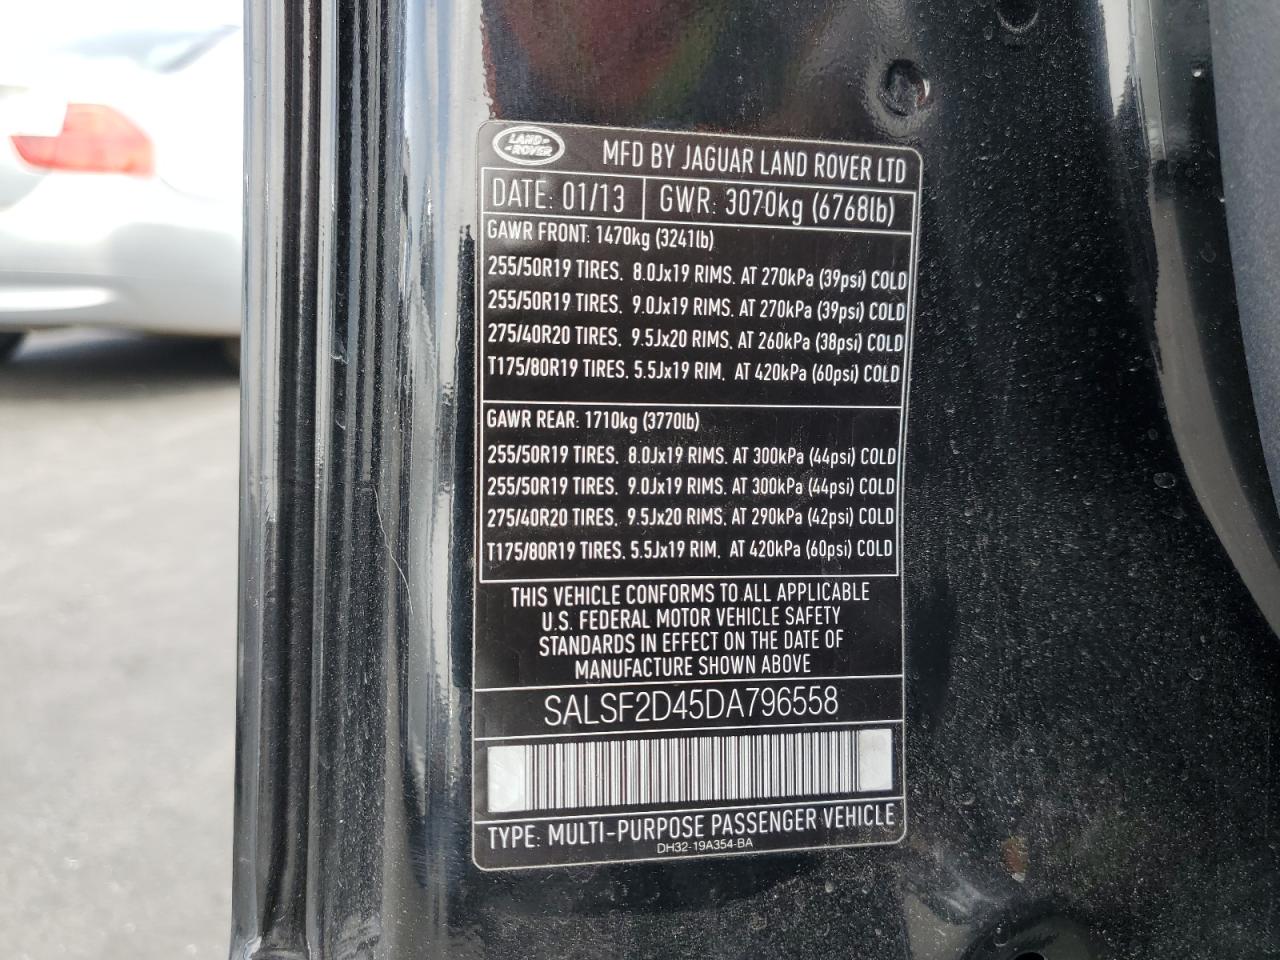 LAND-
-ROVER
MFD BY JAGUAR LAND ROVER LTD
DATE: 01/13 GWR: 3070kg (6768lb)
GAWR FRONT: 1470kg (3241lb)
255/50R19 TIRES. 8.0Jx19 RIMS. AT 270kPa (39psi) COLD
255/50R19 TIRES. 9.0Jx19 RIMS. AT 270kPa (39psi) COLD
275/40R20 TIRES. 9.5Jx20 RIMS. AT 260kPa (38psi) COLD
T175/80R19 TIRES. 5.5Jx19 RIM. AT 420kPa (60psi) COLD
GAWR REAR: 1710kg (3770lb)
255/50R19 TIRES. 8.0Jx19 RIMS. AT 300kPa (44psi) COLD
255/50R19 TIRES. 9.0Jx19 RIMS. AT 300kPa (44psi) COLD
275/40R20 TIRES. 9.5Jx20 RIMS. AT 290kPa (42psi) COLD
T175/80R19 TIRES. 5.5Jx19 RIM. AT 420kPa (60psi) COLD
THIS VEHICLE CONFORMS TO ALL APPLICABLE
U.S. FEDERAL MOTOR VEHICLE SAFETY
STANDARDS IN EFFECT ON THE DATE OF
MANUFACTURE SHOWN ABOVE
SALSF2D45DA796558
TYPE: MULTI-PURPOSE PASSENGER VEHICLE
DH32-19A354-BA